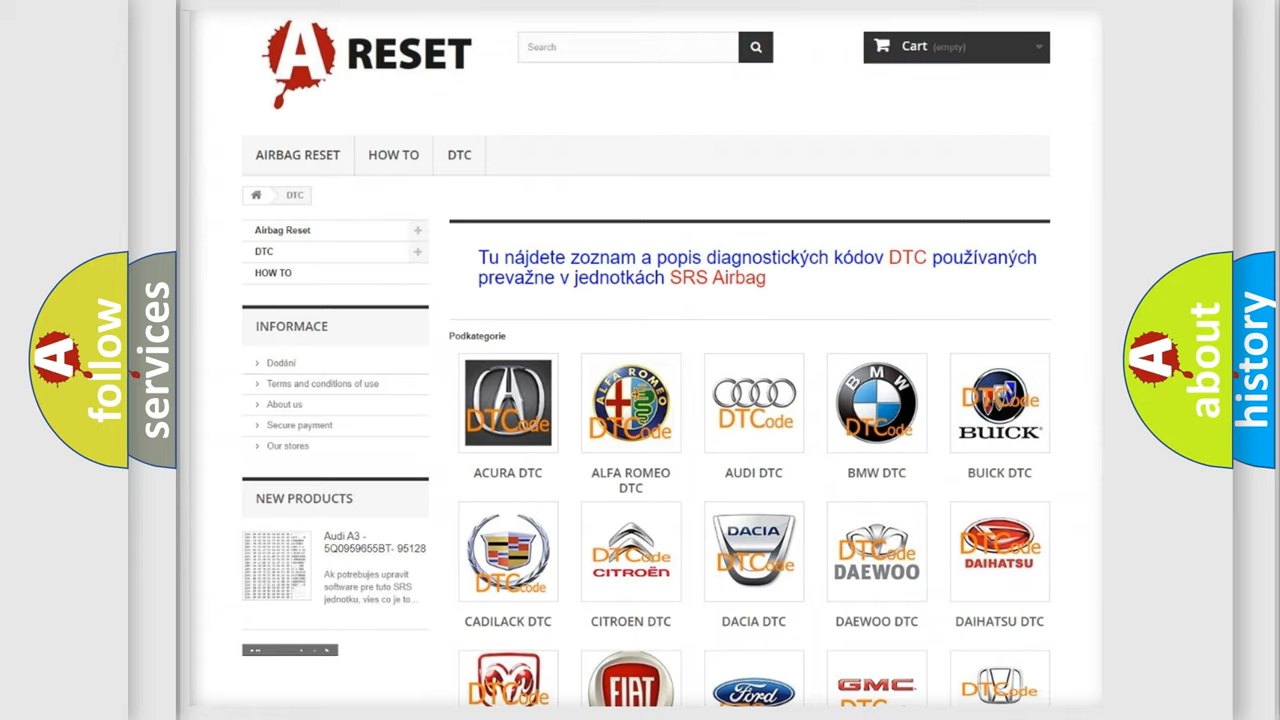 A RESET
Search
Cart (empty)
AIRBAG RESET
HOW TO
DTC
DTC
Airbag Reset
DTC
HOW TO
INFORMACE
Dodání
Terms and conditions of use
About us
Secure payment
Our stores
NEW PRODUCTS
Audi A3 -
5Q0959655BT- 95128
Ak potrebujes upravit
software pre tuto SRS
jednotku, vies co je to...
Tu nájdete zoznam a popis diagnostických kódov DTC používaných
prevažne v jednotkách SRS Airbag
Podkategorie
DTCode
ALFA ROMEO
DTCode
DTCode
BMW
DTCode
DTCode
BUICK
ACURA DTC
ALFA ROMEO
DTC
AUDI DTC
BMW DTC
BUICK DTC
DTCode
DTCode
CITROËN
DACIA
DTCode
DTCode
DAEWOO
DTCode
DAIHATSU
CADILACK DTC
CITROEN DTC
DACIA DTC
DAEWOO DTC
DAIHATSU DTC
DTCode
FIAT
Ford
GMC
DTCode
A follow
services
A about
history